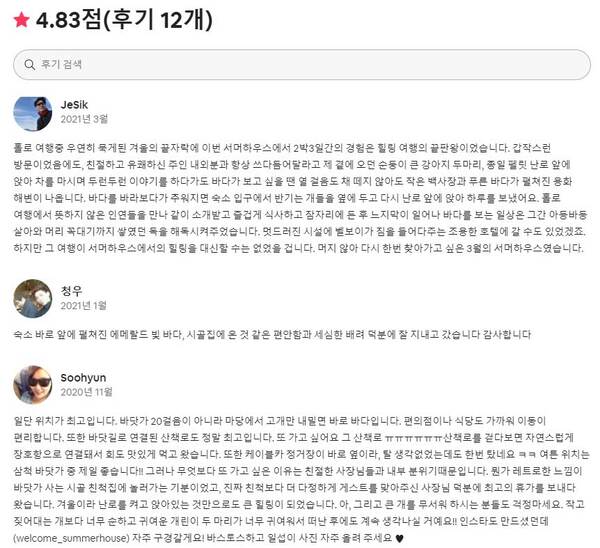 ★ 4.83점(후기 12개)
후기 검색
JeSik
2021년 3월
홀로 여행중 우연히 묵게된 겨울의 끝자락에 이번 서머하우스에서 2박3일간의 경험은 힐링 여행의 끝판왕이었습니다. 갑작스런
방문이었음에도, 친절하고 유쾌하신 주인 내외분과 항상 쓰다듬어달라고 제 곁에 오던 순둥이 큰 강아지 두마리, 종일 펠릿 난로 앞에
앉아 차를 마시며 두런두런 이야기를 하다가도 바다가 보고 싶을 땐 열 걸음도 채 떼지 않아도 작은 백사장과 푸른 바다가 펼쳐진 용화
해변이 나옵니다. 바다를 바라보다가 추워지면 숙소 입구에서 반기는 개들을 옆에 두고 다시 난로 앞에 앉아 하루를 보냈어요. 홀로
여행에서 뜻하지 않은 인연들을 만나 같이 소개받고 즐겁게 식사하고 잠자리에 든 후 느지막이 일어나 바다를 보는 일상은 그간 아둥바둥
살아와 머리 꼭대기까지 쌓였던 독을 해독시켜주었습니다. 멋드러진 시설에 벨보이가 짐을 들어다주는 조용한 호텔에 갈 수도 있었겠죠.
하지만 그 여행이 서머하우스에서의 힐링을 대신할 수는 없었을 겁니다. 머지 않아 다시 한번 찾아가고 싶은 3월의 서머하우스였습니다.
청우
2021년 1월
숙소 바로 앞에 펼쳐진 에메랄드 빛 바다, 시골집에 온 것 같은 편안함과 세심한 배려 덕분에 잘 지내고 갔습니다 감사합니다
Soohyun
2020년 11월
일단 위치가 최고입니다. 바닷가 20걸음이 아니라 마당에서 고개만 내밀면 바로 바다입니다. 편의점이나 식당도 가까워 이동이
편리합니다. 또한 바닷길로 연결된 산책로도 정말 최고입니다. 또 가고 싶어요 그 산책로 ㅠㅠㅠㅠㅠㅠ산책로를 걷다보면 자연스럽게
장호항으로 연결돼서 회도 맛있게 먹고 왔습니다. 또한 케이블카 정거장이 바로 옆이라, 탈 생각없었는데도 한번 탔네요 ㅋㅋ 여튼 위치는
삼척 바닷가 중 제일 좋습니다!! 그러나 무엇보다 또 가고 싶은 이유는 친절한 사장님들과 내부 분위기때문입니다. 뭔가 레트로한 느낌이
바닷가 사는 시골 친척집에 놀러가는 기분이었고, 진짜 친척보다 더 다정하게 게스트를 맞아주신 사장님 덕분에 최고의 휴가를 보내다
왔습니다. 겨울이라 난로를 켜고 앉아있는 것만으로도 큰 힐링이 되었습니다. 아, 그리고 큰 개를 무서워 하시는 분들도 걱정마세요. 작고
짖어대는 개보다 너무 순하고 귀여운 개린이 두 마리가 너무 귀여워서 떠난 후에도 계속 생각나실 거예요!! 인스타도 만드셨던데
(welcome_summerhouse) 자주 구경갈게요! 바스토스하고 일섭이 사진 자주 올려 주세요 ♥